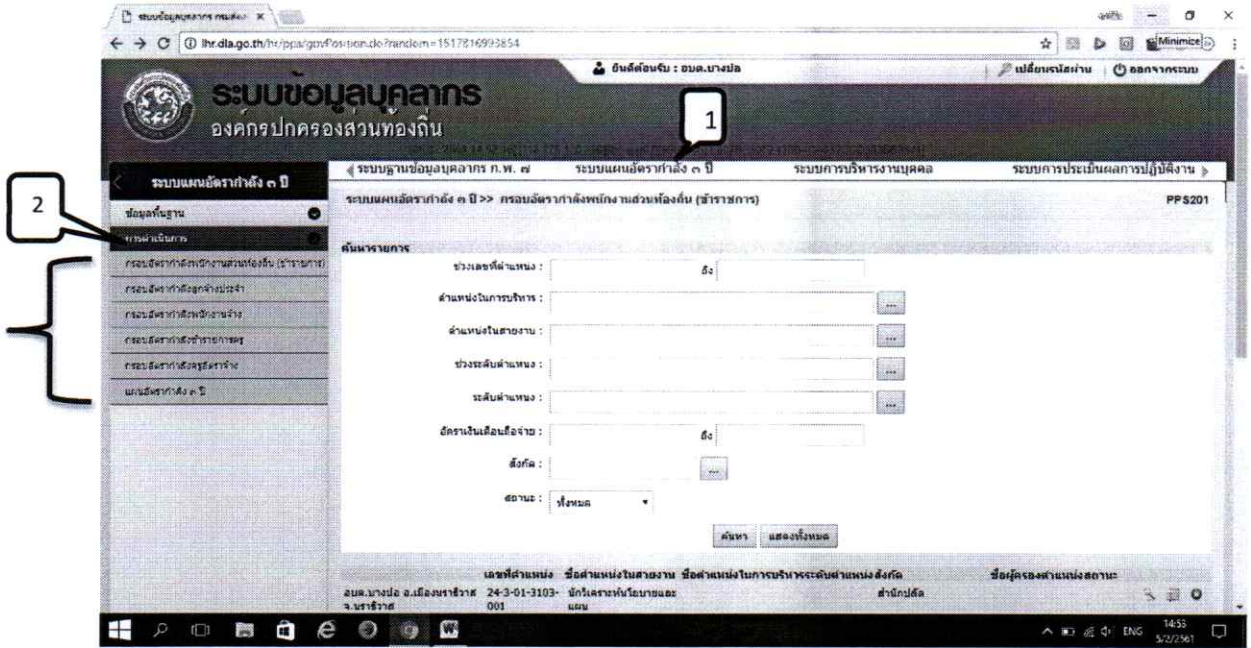 ระบบข้อมูลบุคลากร กรมส่งเ
lhr.dla.go.th/hr/ppa/govPosition.do?random=1517816993854
Minimize
ยินดีต้อนรับ : อบต.บางปอ
เปลี่ยนรหัสผ่าน
ออกจากระบบ
ระบบข้อมูลบุคลากร
องค์กรปกครองส่วนท้องถิ่น
1
2
ระบบฐานข้อมูลบุคลากร ก.พ. ๗
ระบบแผนอัตรากำลัง ๓ ปี
ระบบการบริหารงานบุคคล
ระบบการประเมินผลการปฏิบัติงาน
ระบบแผนอัตรากำลัง ๓ ปี
ข้อมูลพื้นฐาน
การดำเนินการ
กรอบอัตรากำลังพนักงานส่วนท้องถิ่น (ข้าราชการ)
กรอบอัตรากำลังลูกจ้างประจำ
กรอบอัตรากำลังพนักงานจ้าง
กรอบอัตรากำลังข้าราชการครู
กรอบอัตรากำลังครูอัตราจ้าง
แผนอัตรากำลัง ๓ ปี
ระบบแผนอัตรากำลัง ๓ ปี >> กรอบอัตรากำลังพนักงานส่วนท้องถิ่น (ข้าราชการ)
PPS201
ค้นหารายการ
ช่วงเลขที่ตำแหน่ง : ถึง
ตำแหน่งในการบริหาร : ...
ตำแหน่งในสายงาน : ...
ช่วงระดับตำแหน่ง : ...
ระดับตำแหน่ง : ...
อัตราเงินเดือนถือจ่าย : ถึง
สังกัด : ...
สถานะ : ทั้งหมด
ค้นหา แสดงทั้งหมด
เลขที่ตำแหน่ง ชื่อตำแหน่งในสายงาน ชื่อตำแหน่งในการบริหาร ระดับตำแหน่ง สังกัด ชื่อผู้ครองตำแหน่ง สถานะ
อบต.บางปอ อ.เมืองนราธิวาส 24-3-01-3103- นักวิเคราะห์นโยบายและ สำนักปลัด
จ.นราธิวาส 001 แผน
ENG
14:53
5/2/2561